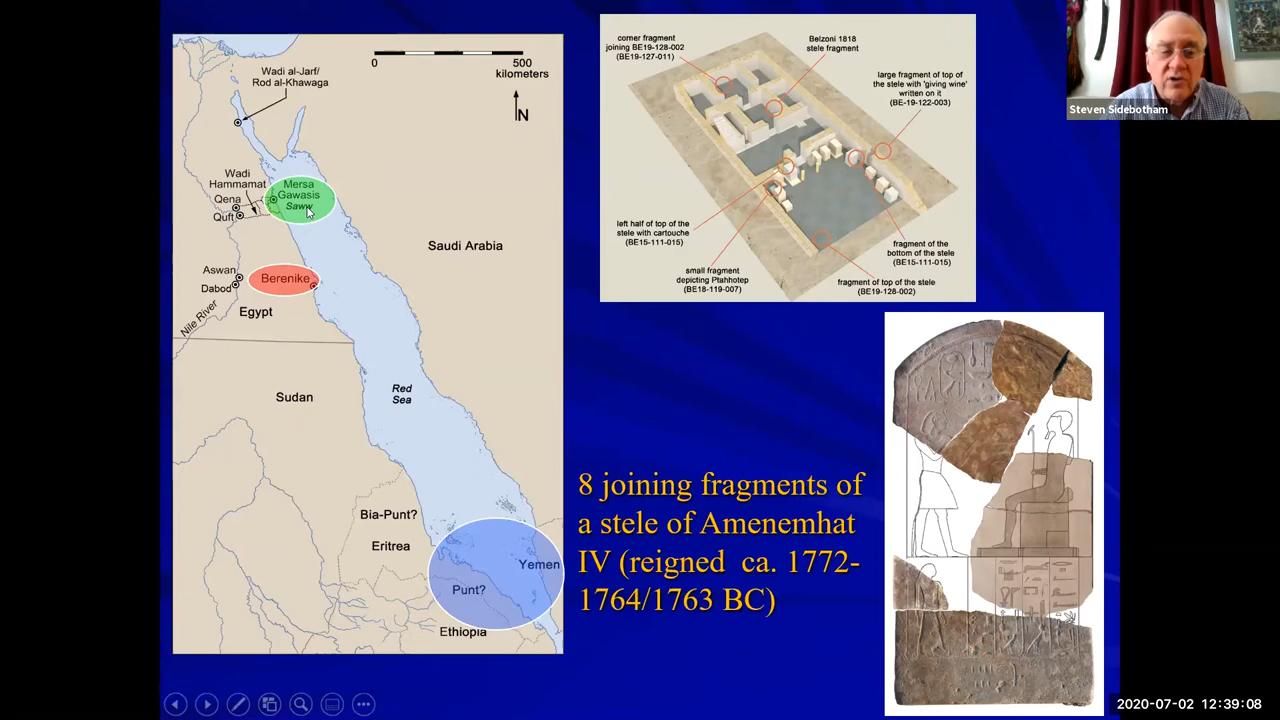 0 500
kilometers
N
Wadi al-Jarf/
Rod al-Khawaga
Wadi
Hammamat
Mersa
Gawasis
Saww
Qena
Quft
Saudi Arabia
Aswan
Berenike
Dabod
Nile River
Egypt
Red
Sea
Sudan
Bia-Punt?
Eritrea
Yemen
Punt?
Ethiopia
corner fragment
joining BE19-128-002
(BE19-127-011)
Belzoni 1818
stele fragment
large fragment of top of
the stele with 'giving wine'
written on it
(BE-19-122-003)
left half of top of the
stele with cartouche
(BE15-111-015)
small fragment
depicting Ptahhotep
(BE18-119-007)
fragment of the
bottom of the stele
(BE15-111-015)
fragment of top of the stele
(BE19-128-002)
8 joining fragments of
a stele of Amenemhat
IV (reigned ca. 1772-
1764/1763 BC)
Steven Sidebotham
2020-07-02 12:39:08